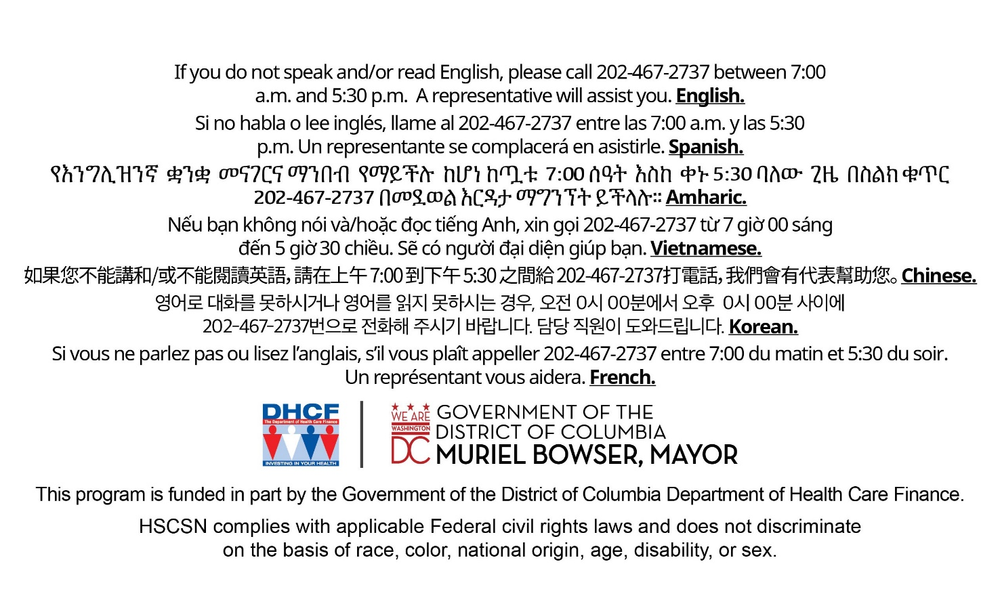 If you do not speak and/or read English, please call 202-467-2737 between 7:00
a.m. and 5:30 p.m.  A representative will assist you. English.
Si no habla o lee inglés, llame al 202-467-2737 entre las 7:00 a.m. y las 5:30
p.m. Un representante se complacerá en asistirle. Spanish.
የእንግሊዝንኛ ቋንቋ መናገርና ማንበብ የማይችሉ ከሆነ ከጧቱ 7:00 ሰዓት እስከ ቀኑ 5:30 ባለው ጊዜ በስልክ ቁጥር
202-467-2737 በመደወል እርዳታ ማግንኘት ይችላሉ። Amharic.
Nếu bạn không nói và/hoặc đọc tiếng Anh, xin gọi 202-467-2737 từ 7 giờ 00 sáng
đến 5 giờ 30 chiều. Sẽ có người đại diện giúp bạn. Vietnamese.
如果您不能講和/或不能閱讀英語，請在上午 7:00 到下午 5:30 之間給 202-467-2737打電話，我們會有代表幫助您。Chinese.
영어로 대화를 못하시거나 영어를 읽지 못하시는 경우, 오전 0시 00분에서 오후 0시 00분 사이에
202-467-2737번으로 전화해 주시기 바랍니다. 담당 직원이 도와드립니다. Korean.
Si vous ne parlez pas ou lisez l’anglais, s’il vous plaît appeller 202-467-2737 entre 7:00 du matin et 5:30 du soir.
Un représentant vous aidera. French.
DHCF
The Department of Health Care Finance
INVESTING IN YOUR HEALTH
WE ARE
WASHINGTON
DC
GOVERNMENT OF THE
DISTRICT OF COLUMBIA
MURIEL BOWSER, MAYOR
This program is funded in part by the Government of the District of Columbia Department of Health Care Finance.
HSCSN complies with applicable Federal civil rights laws and does not discriminate
on the basis of race, color, national origin, age, disability, or sex.